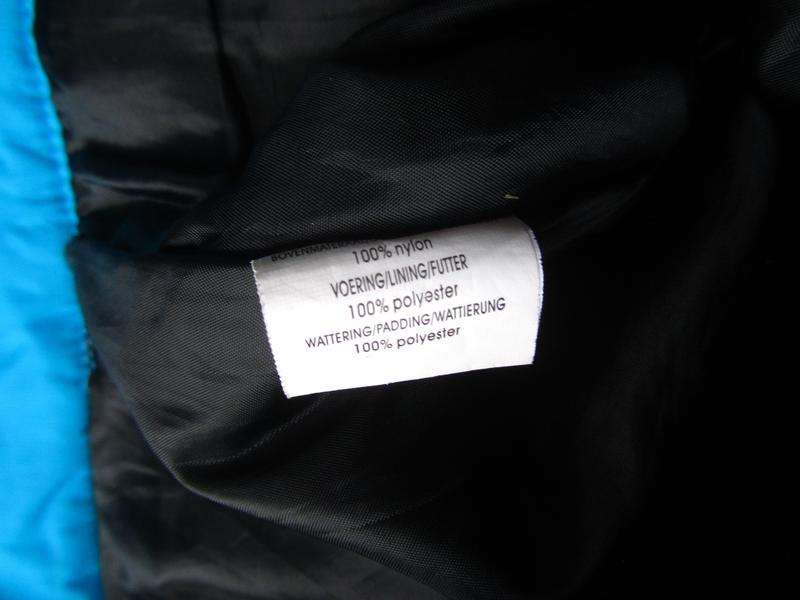 100% nylon
VOERING/LINING/FUTTER
100% polyester
WATTERING/PADDING/WATTIERUNG
100% polyester